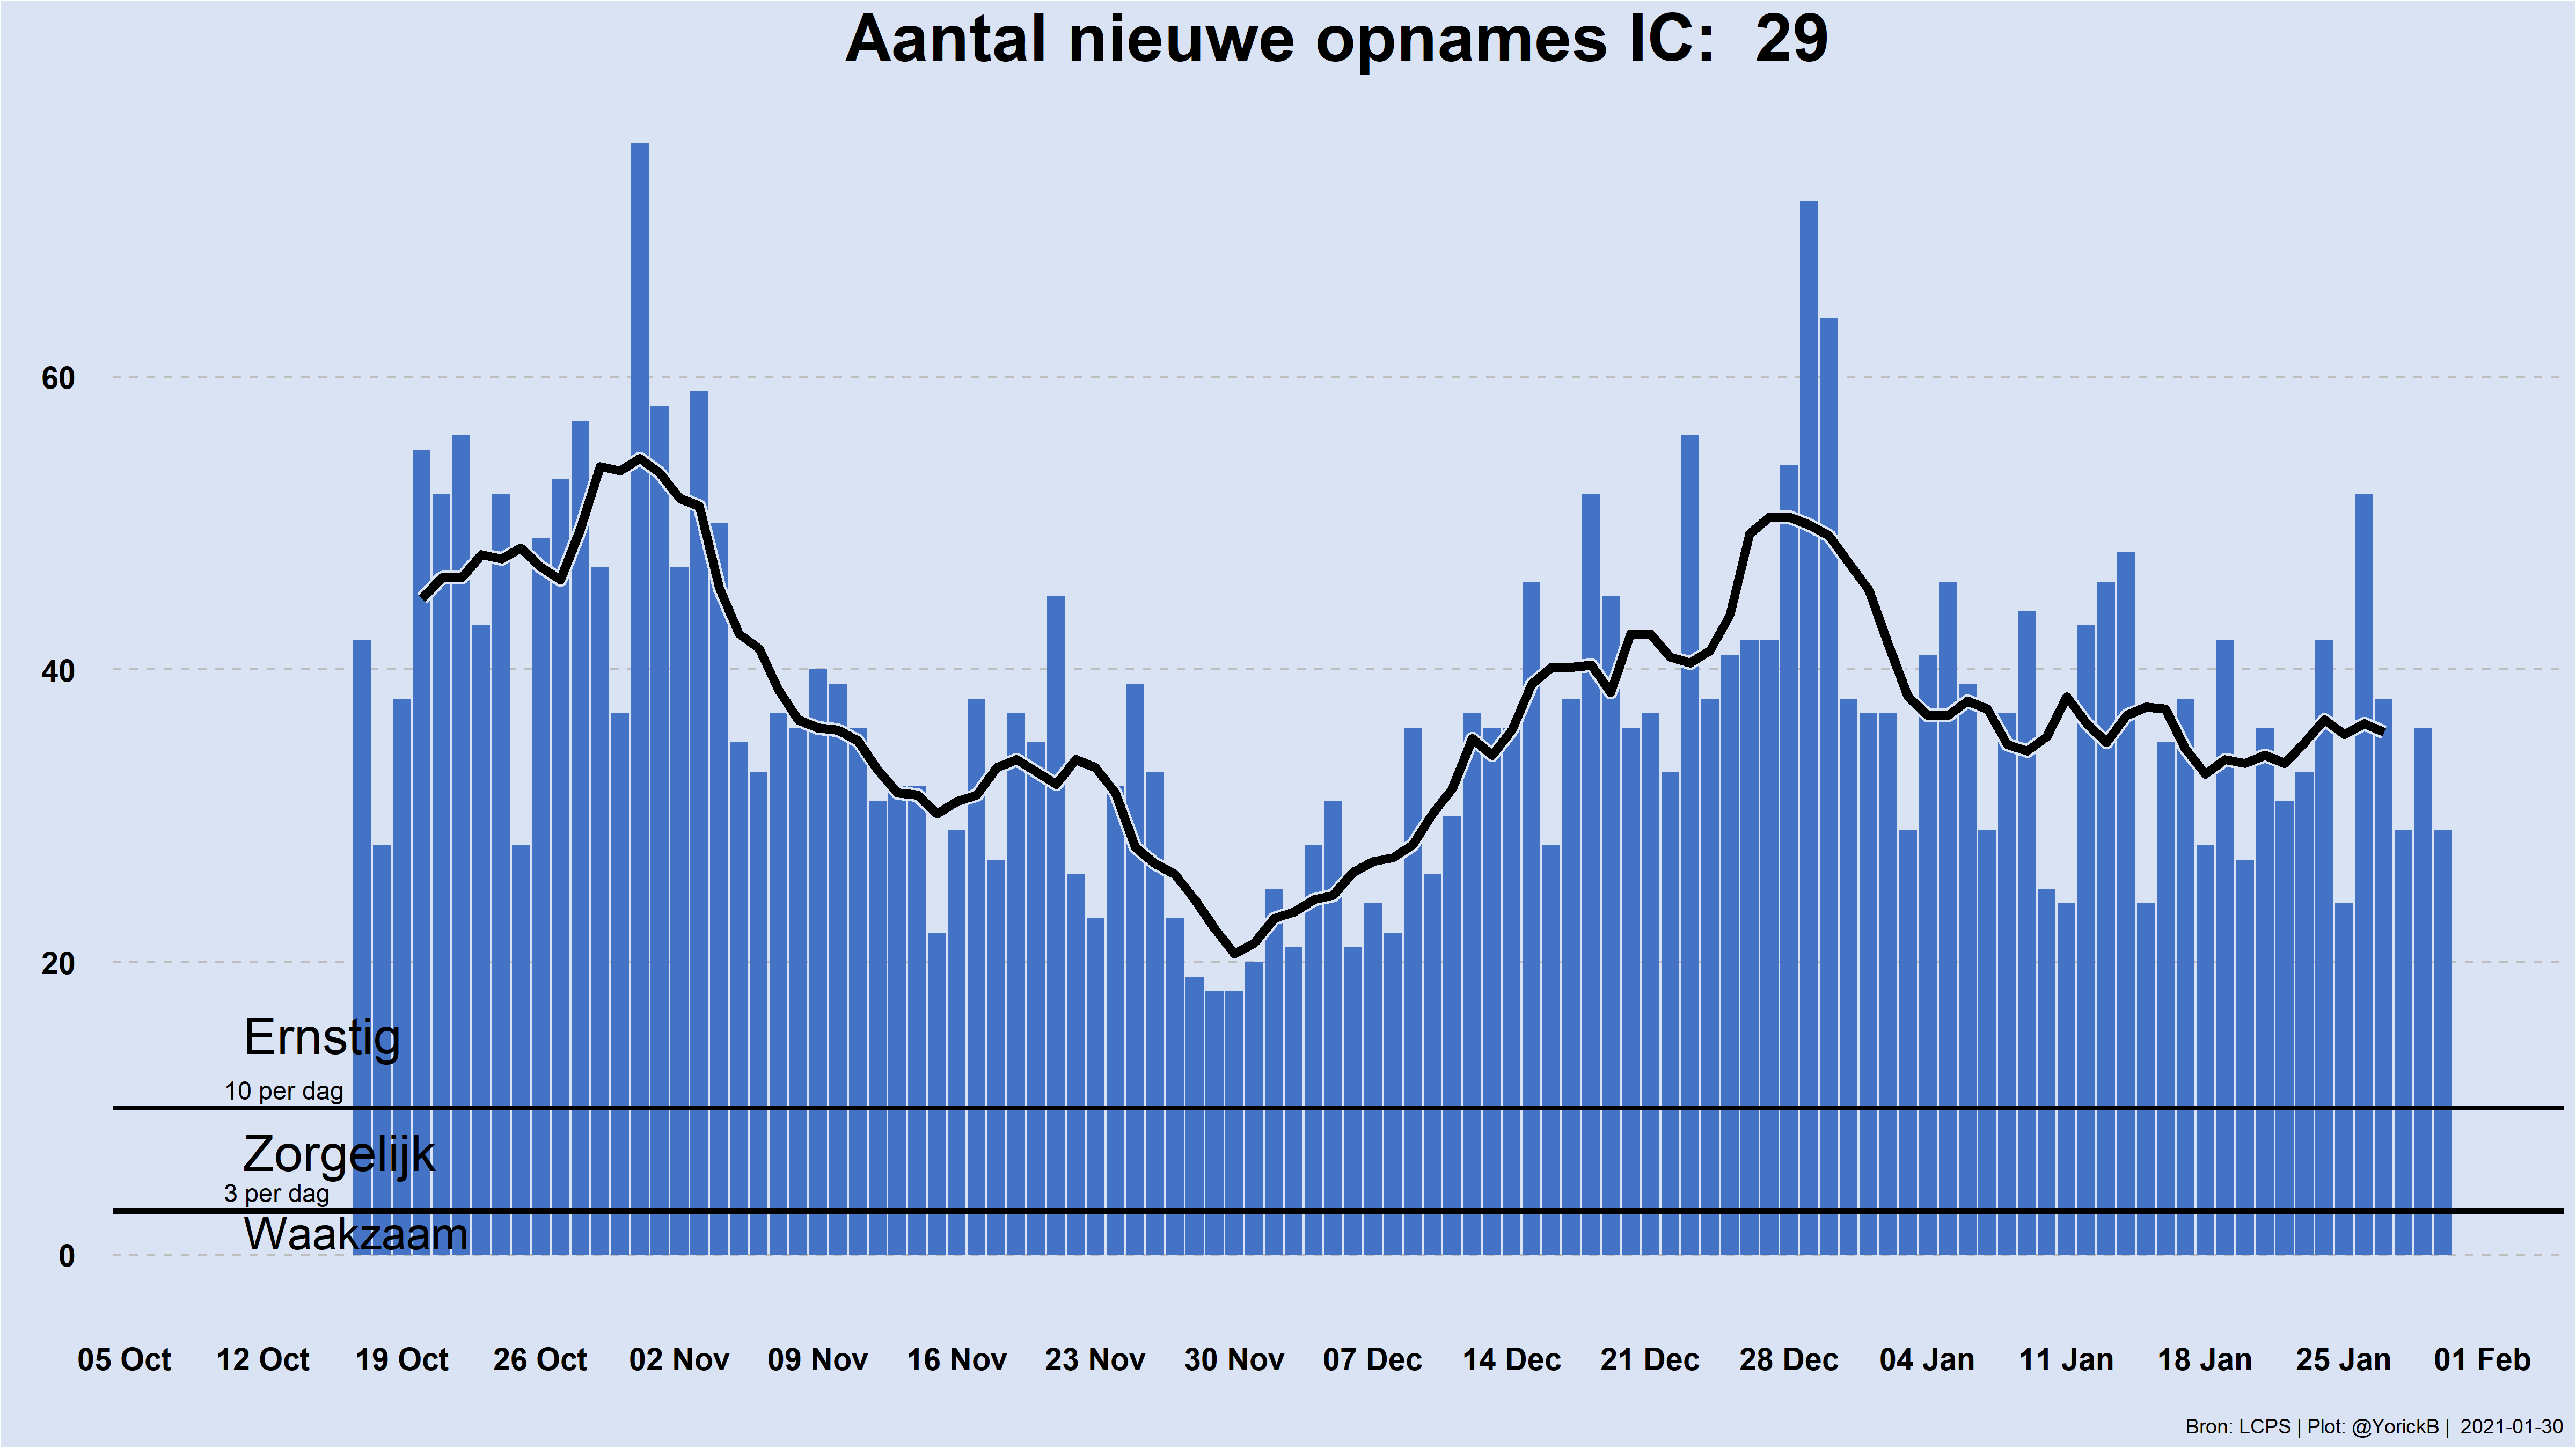 Aantal nieuwe opnames IC:  29
60
40
20
Ernstig
10 per dag
Zorgelijk
3 per dag
Waakzaam
0
05 Oct 12 Oct 19 Oct 26 Oct 02 Nov 09 Nov 16 Nov 23 Nov 30 Nov 07 Dec 14 Dec 21 Dec 28 Dec 04 Jan 11 Jan 18 Jan 25 Jan 01 Feb
Bron: LCPS | Plot: @YorickB |  2021-01-30